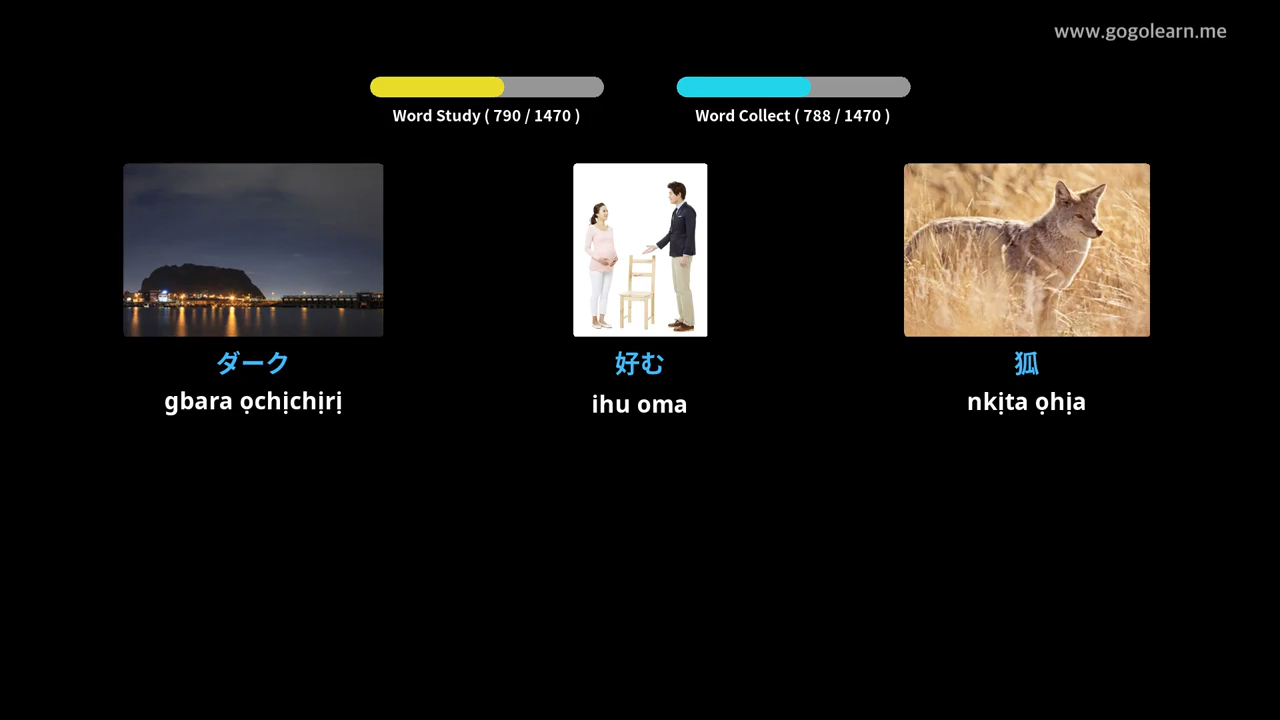 www.gogolearn.me
Word Study ( 790 / 1470 )
Word Collect ( 788 / 1470 )
ダーク
好む
狐
gbara ọchịchịrị
ihu oma
nkịta ọhịa